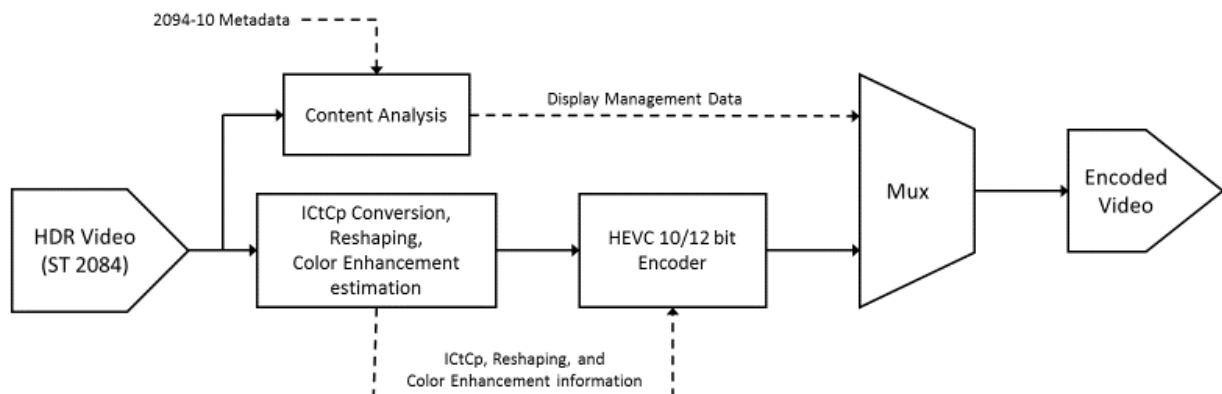 2094-10 Metadata
Content Analysis
Display Management Data
HDR Video
(ST 2084)
ICtCp Conversion,
Reshaping,
Color Enhancement
estimation
HEVC 10/12 bit
Encoder
Mux
Encoded
Video
ICtCp, Reshaping, and
Color Enhancement information